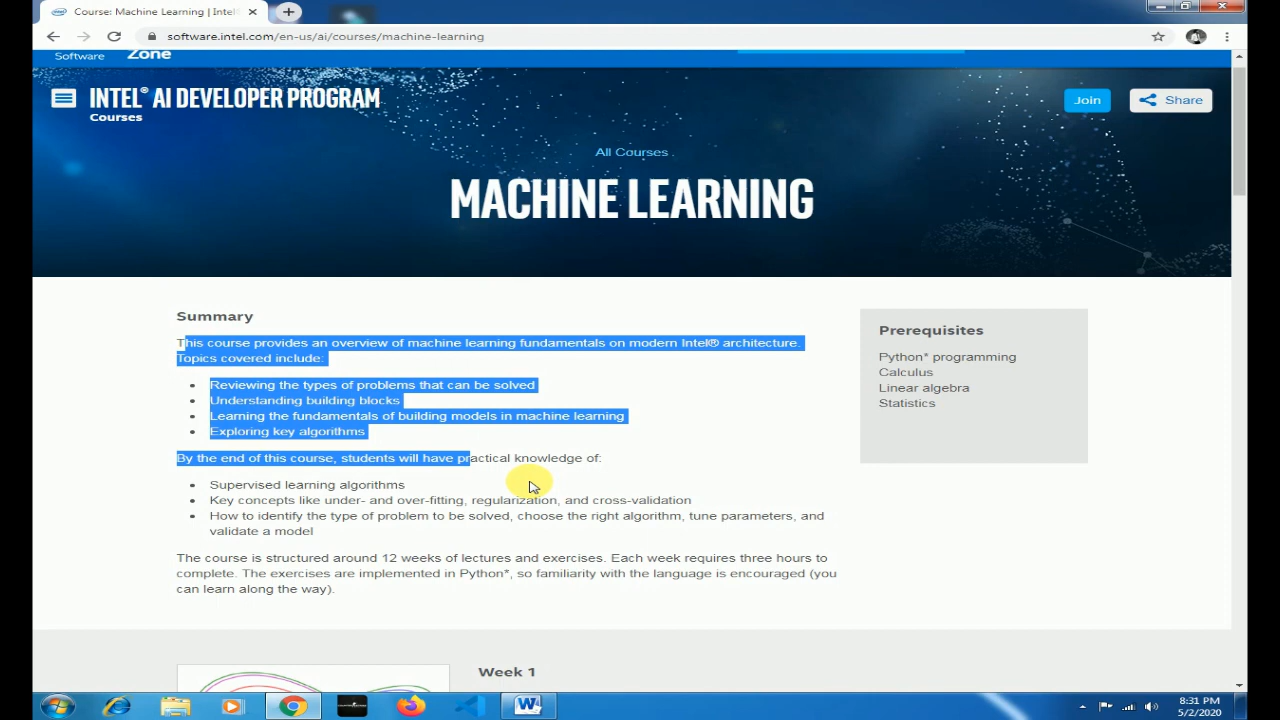 Course: Machine Learning | Intel
software.intel.com/en-us/ai/courses/machine-learning
Software Zone
INTEL® AI DEVELOPER PROGRAM
Courses
Join
Share
All Courses
MACHINE LEARNING
Summary
This course provides an overview of machine learning fundamentals on modern Intel® architecture.
Topics covered include:
• Reviewing the types of problems that can be solved
• Understanding building blocks
• Learning the fundamentals of building models in machine learning
• Exploring key algorithms
By the end of this course, students will have practical knowledge of:
• Supervised learning algorithms
• Key concepts like under- and over-fitting, regularization, and cross-validation
• How to identify the type of problem to be solved, choose the right algorithm, tune parameters, and
validate a model
The course is structured around 12 weeks of lectures and exercises. Each week requires three hours to
complete. The exercises are implemented in Python*, so familiarity with the language is encouraged (you
can learn along the way).
Prerequisites
Python* programming
Calculus
Linear algebra
Statistics
Week 1
8:31 PM
5/2/2020